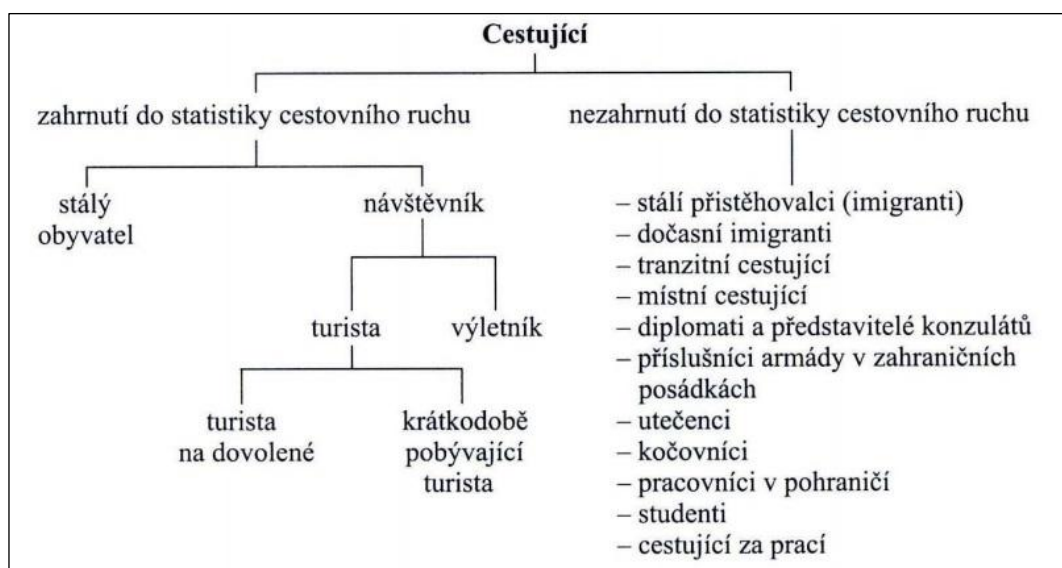 Cestující
zahrnutí do statistiky cestovního ruchu
nezahrnutí do statistiky cestovního ruchu
stálý
obyvatel
návštěvník
turista
výletník
turista
na dovolené
krátkodobě
pobývající
turista
– stálí přistěhovalci (imigranti)
– dočasní imigranti
– tranzitní cestující
– místní cestující
– diplomati a představitelé konzulátů
– příslušníci armády v zahraničních
posádkách
– utečenci
– kočovníci
– pracovníci v pohraničí
– studenti
– cestující za prací